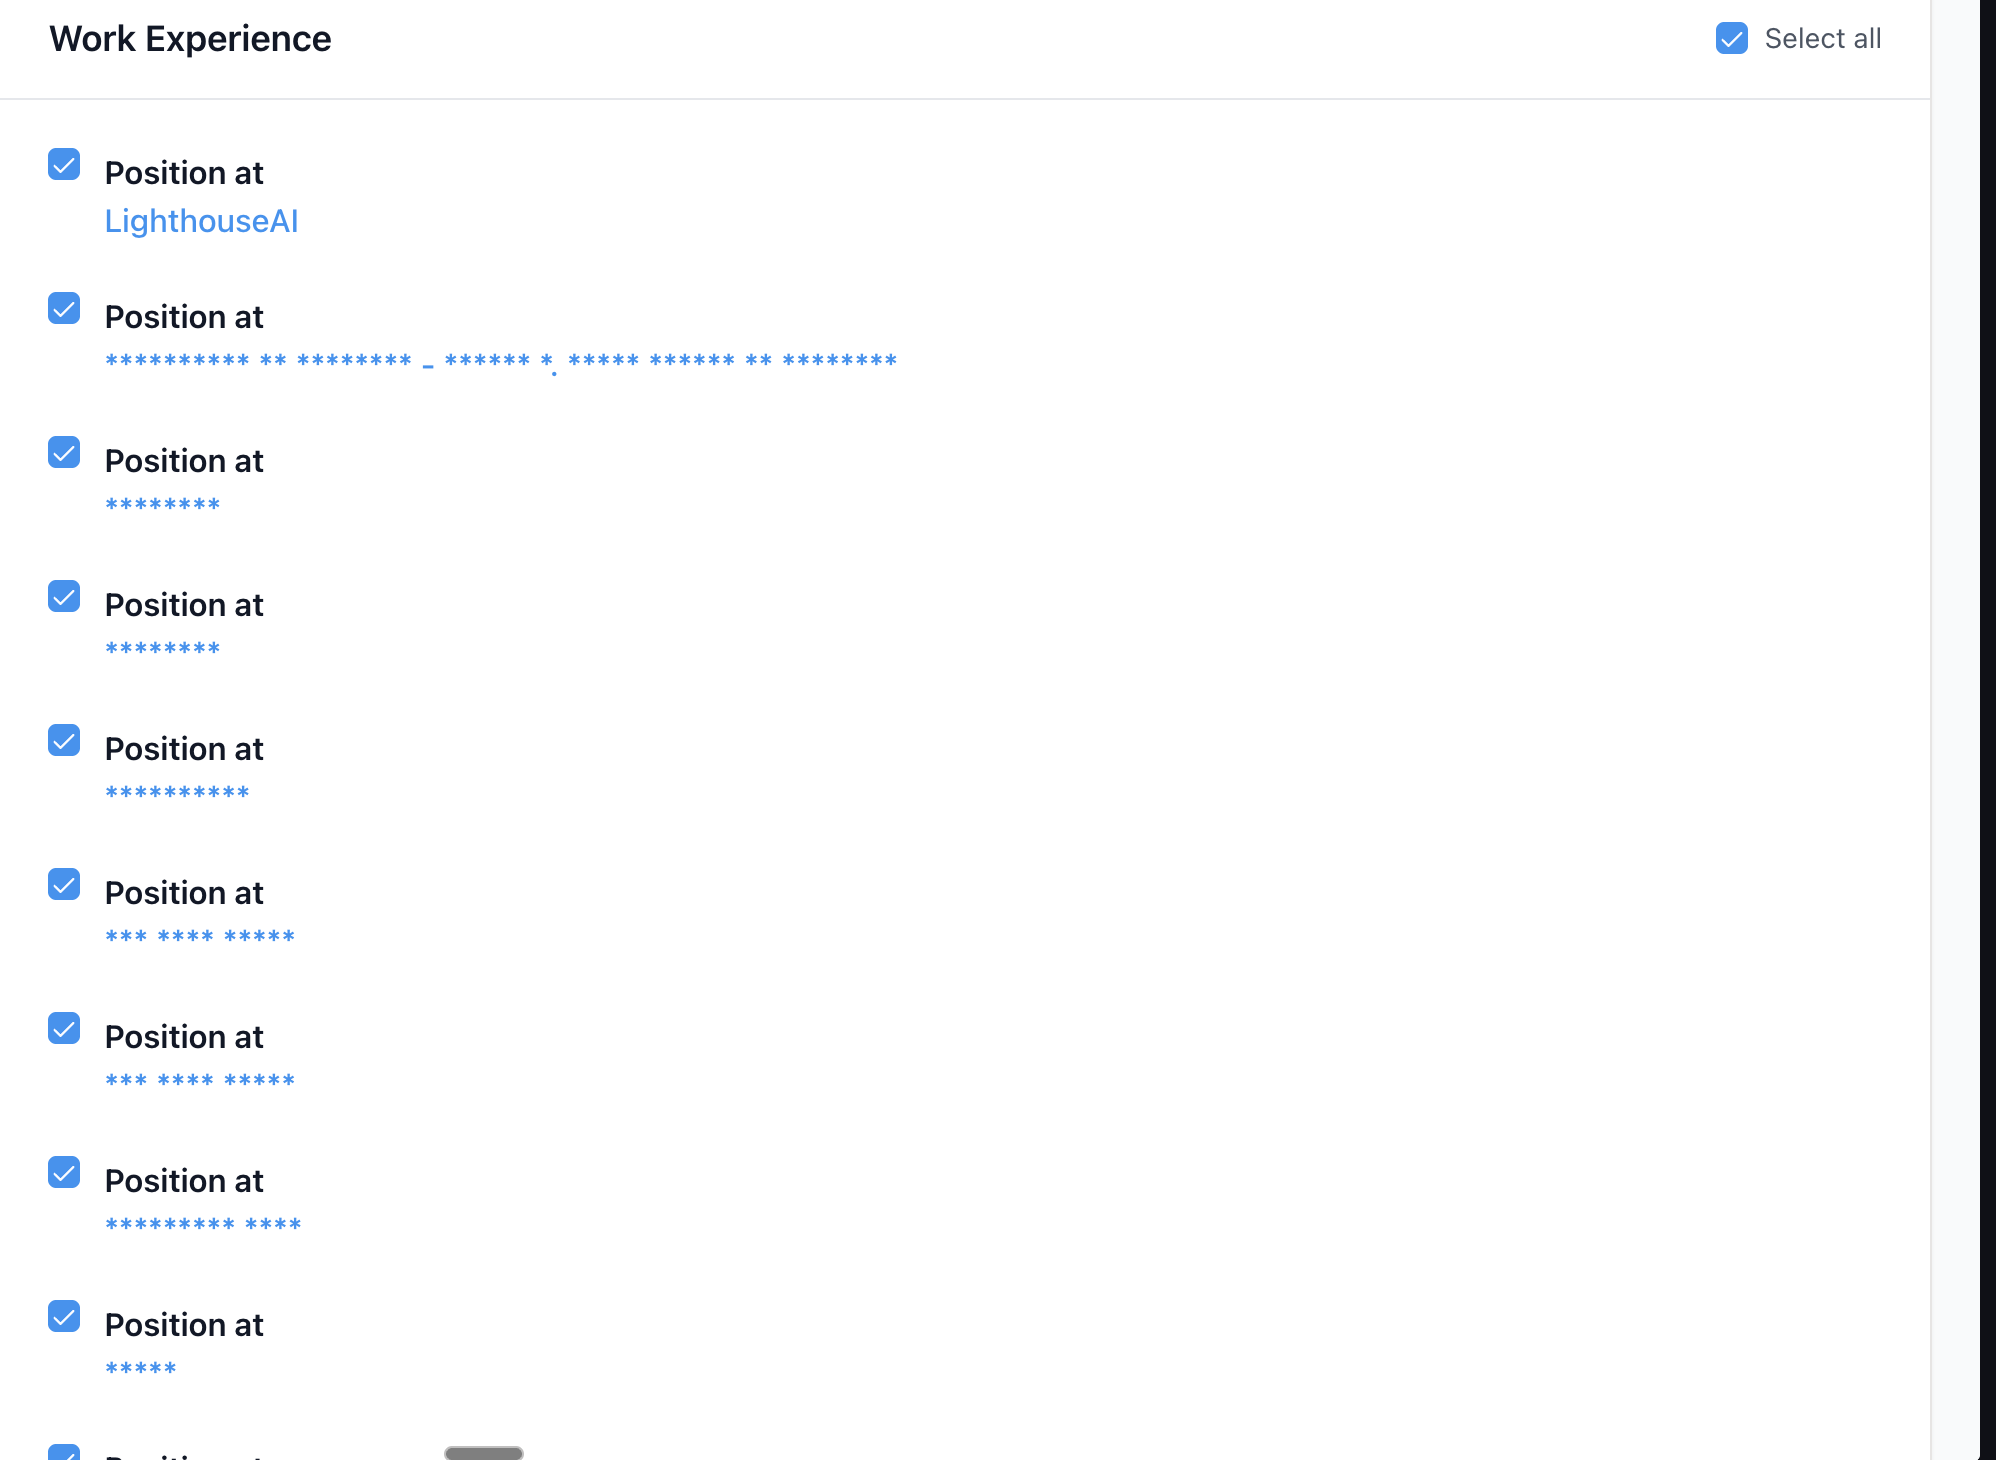 Work Experience
Select all
Position at
LighthouseAI
Position at
********** ** ******** - ****** *. ***** ****** ** ********
Position at
********
Position at
********
Position at
**********
Position at
*** **** *****
Position at
*** **** *****
Position at
********* ****
Position at
*****